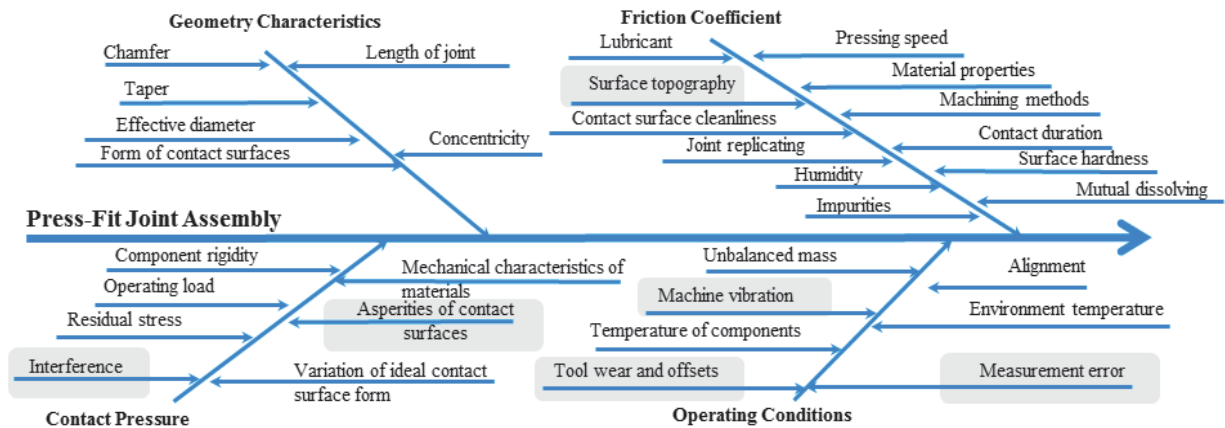 Geometry Characteristics
Chamfer
Length of joint
Taper
Effective diameter
Concentricity
Form of contact surfaces
Friction Coefficient
Lubricant
Pressing speed
Surface topography
Material properties
Machining methods
Contact surface cleanliness
Contact duration
Joint replicating
Surface hardness
Humidity
Mutual dissolving
Impurities
Press-Fit Joint Assembly
Component rigidity
Mechanical characteristics of
materials
Operating load
Asperities of contact
surfaces
Residual stress
Interference
Variation of ideal contact
surface form
Contact Pressure
Unbalanced mass
Alignment
Machine vibration
Environment temperature
Temperature of components
Tool wear and offsets
Measurement error
Operating Conditions